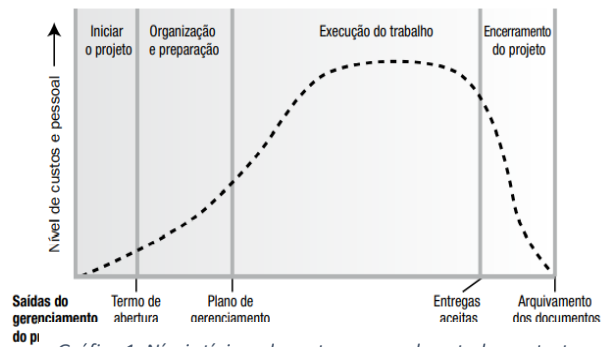 Iniciar
o projeto
Organização
e preparação
Execução do trabalho
Encerramento
do projeto
Nível de custos e pessoal
Saídas do
gerenciamento
Termo de
abertura
Plano de
gerenciamento
Entregas
aceitas
Arquivamento
dos documentos
do